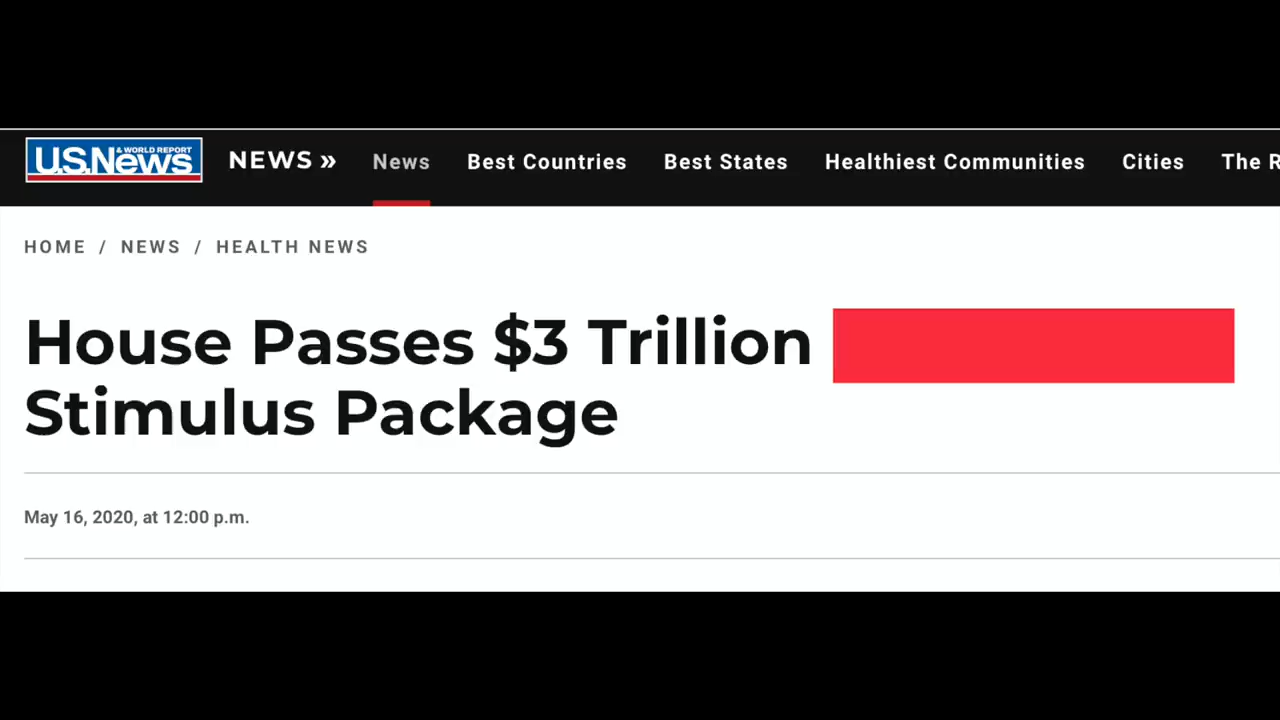 U.S.News & WORLD REPORT NEWS » News Best Countries Best States Healthiest Communities Cities The R
HOME / NEWS / HEALTH NEWS
House Passes $3 Trillion
Stimulus Package
May 16, 2020, at 12:00 p.m.